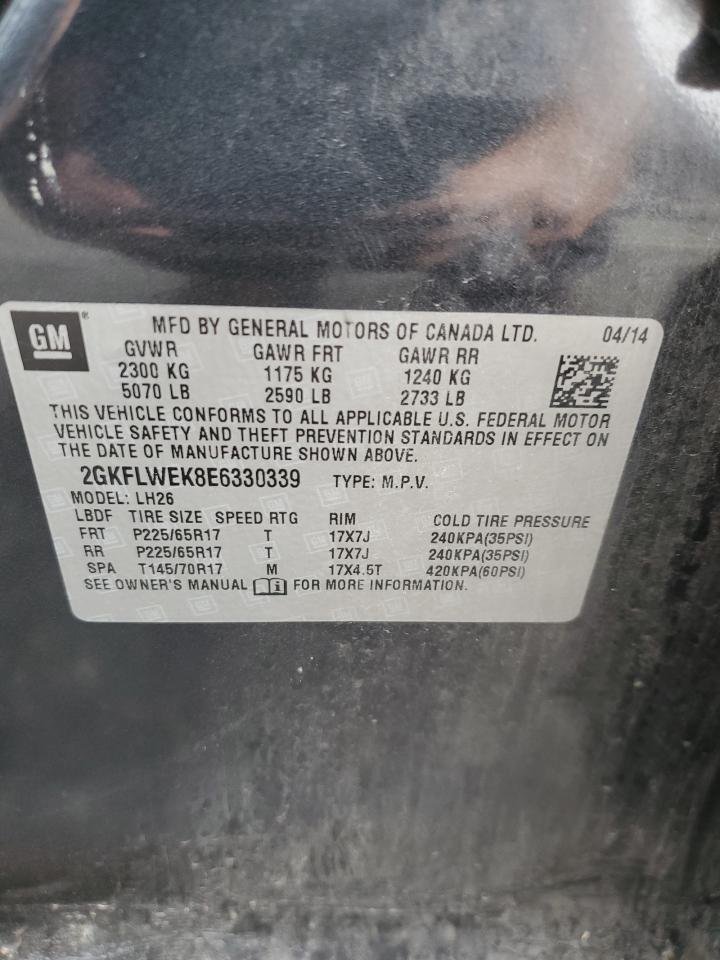 GM ® MFD BY GENERAL MOTORS OF CANADA LTD. 04/14
GVWR GAWR FRT GAWR RR
2300 KG 1175 KG 1240 KG
5070 LB 2590 LB 2733 LB
THIS VEHICLE CONFORMS TO ALL APPLICABLE U.S. FEDERAL MOTOR
VEHICLE SAFETY AND THEFT PREVENTION STANDARDS IN EFFECT ON
THE DATE OF MANUFACTURE SHOWN ABOVE.
2GKFLWEK8E6330339 TYPE: M.P.V.
MODEL: LH26
LBDF TIRE SIZE SPEED RTG RIM COLD TIRE PRESSURE
FRT P225/65R17 T 17X7J 240KPA(35PSI)
RR P225/65R17 T 17X7J 240KPA(35PSI)
SPA T145/70R17 M 17X4.5T 420KPA(60PSI)
SEE OWNER'S MANUAL i FOR MORE INFORMATION.